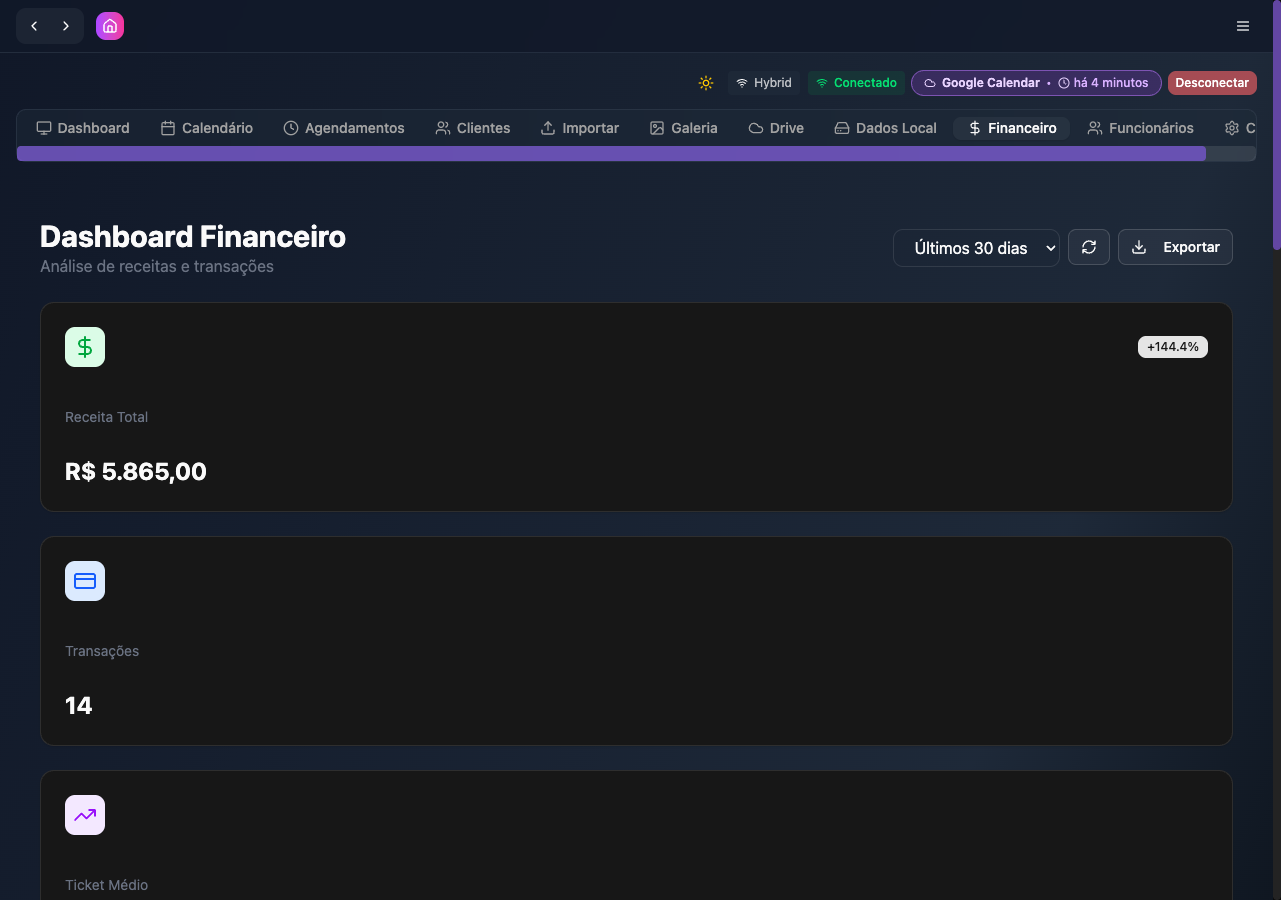 Hybrid Conectado Google Calendar • há 4 minutos Desconectar
Dashboard Calendário Agendamentos Clientes Importar Galeria Drive Dados Local Financeiro Funcionários C
Dashboard Financeiro
Análise de receitas e transações
Últimos 30 dias Exportar
+144.4%
Receita Total
R$ 5.865,00
Transações
14
Ticket Médio